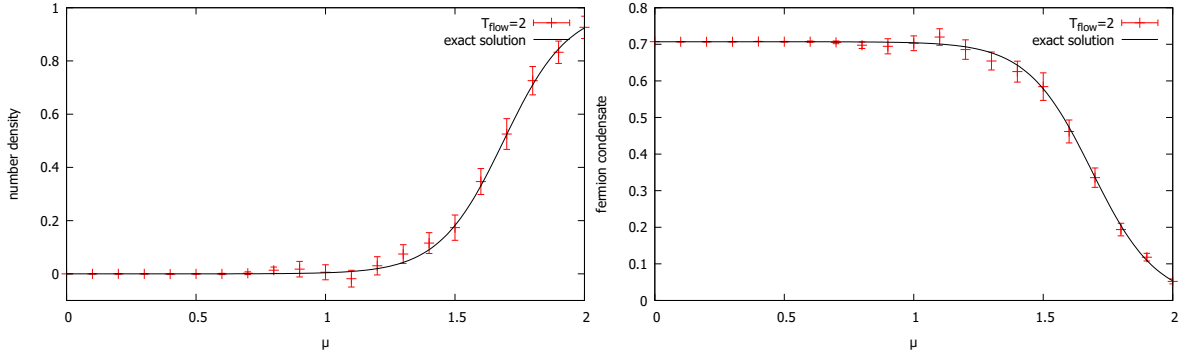 number density
1
0.8
0.6
0.4
0.2
0
0 0.5 1 1.5 2
μ
T_flow=2
exact solution
fermion condensate
0.8
0.7
0.6
0.5
0.4
0.3
0.2
0.1
0
0 0.5 1 1.5 2
μ
T_flow=2
exact solution